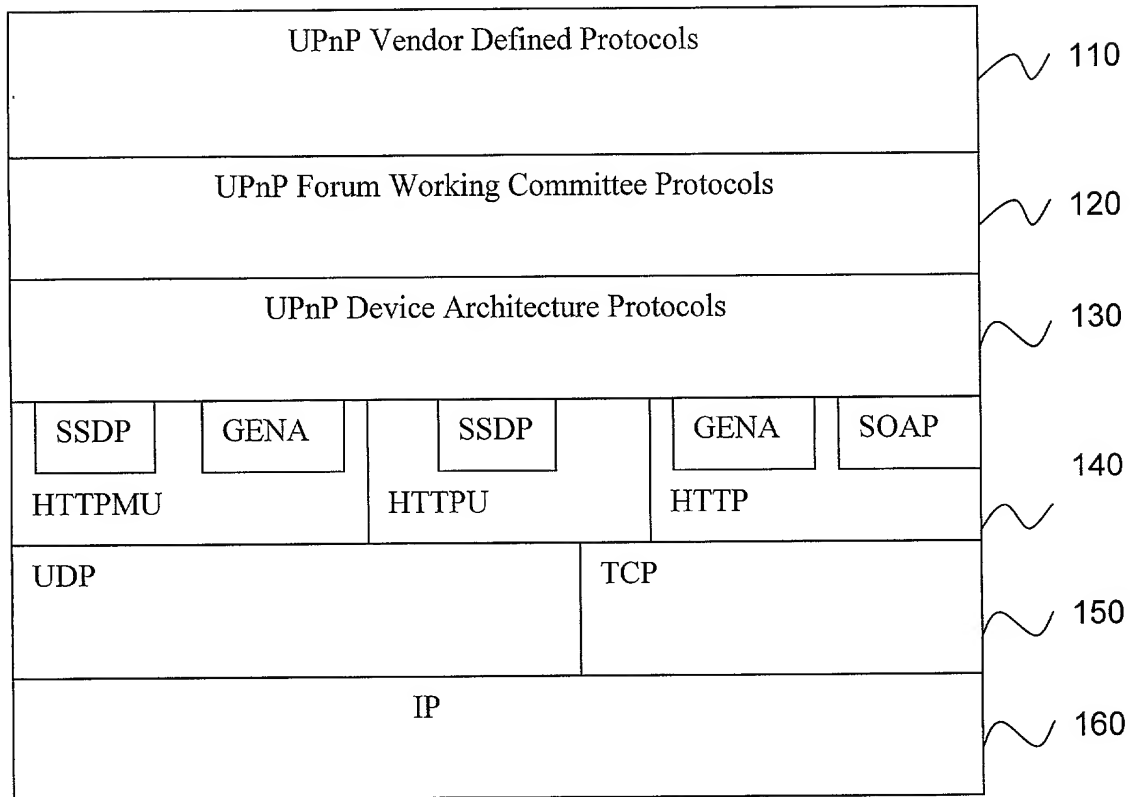 UPnP Vendor Defined Protocols
110
UPnP Forum Working Committee Protocols
120
UPnP Device Architecture Protocols
130
SSDP GENA SSDP GENA SOAP
140
HTTPMU HTTPU HTTP
UDP TCP
150
IP
160